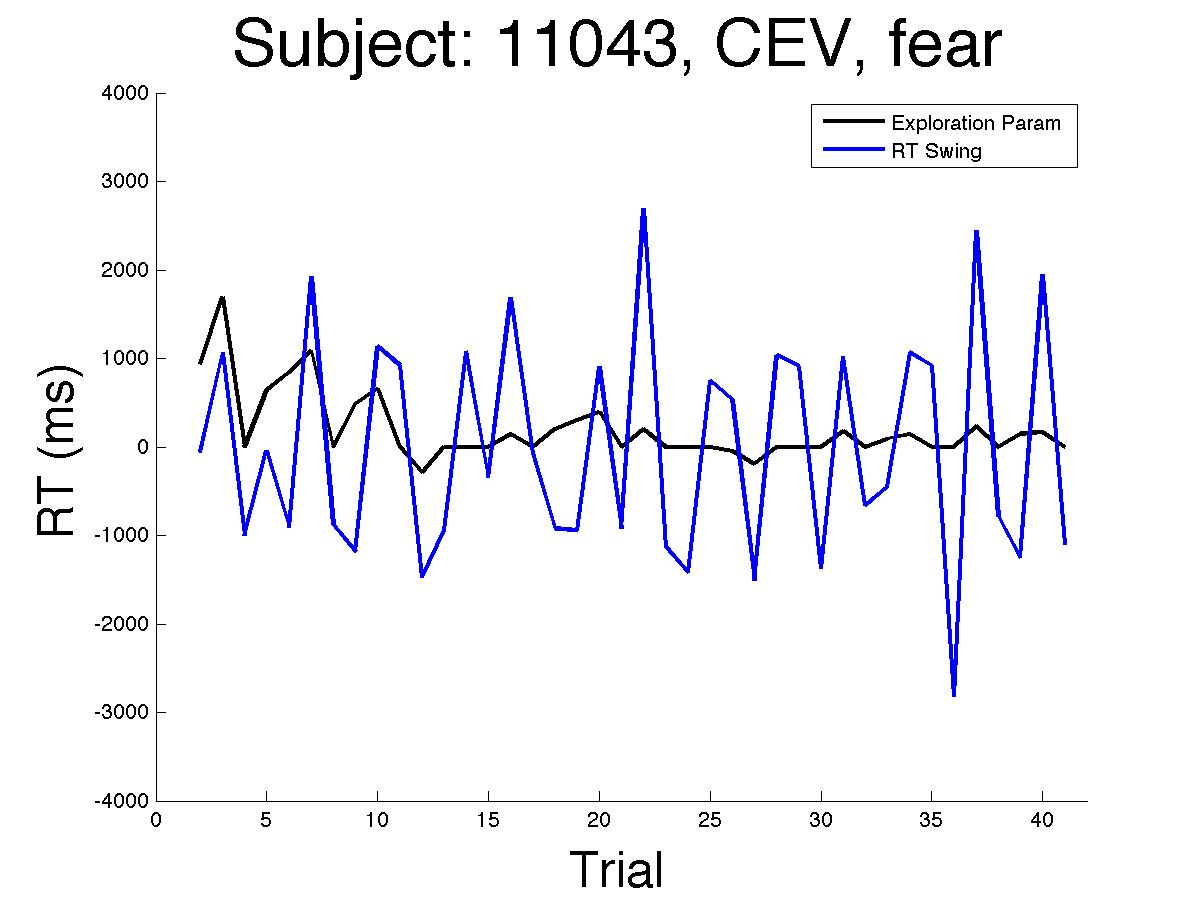 Subject: 11043, CEV, fear
4000
3000
2000
1000
0
-1000
-2000
-3000
-4000
RT (ms)
Exploration Param
RT Swing
0 5 10 15 20 25 30 35 40
Trial